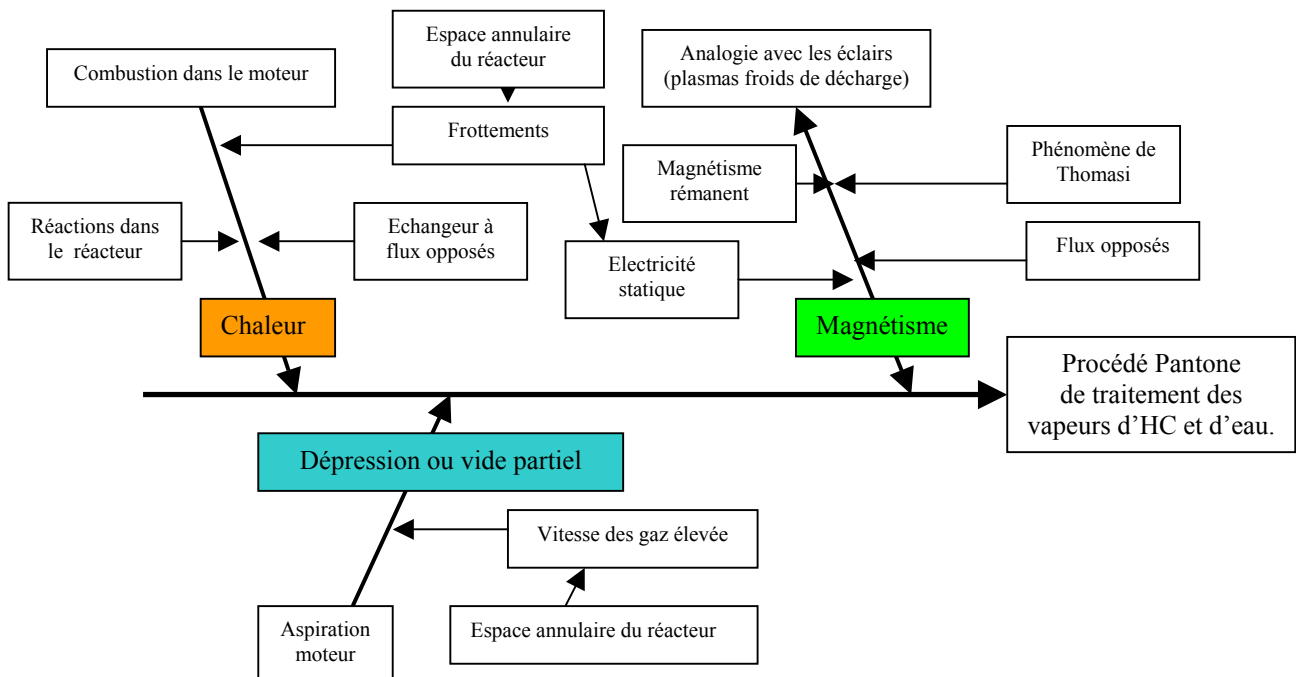 Espace annulaire
du réacteur
Analogie avec les éclairs
(plasmas froids de décharge)
Combustion dans le moteur
Frottements
Phénomène de
Thomasi
Magnétisme
rémanent
Réactions dans
le réacteur
Echangeur à
flux opposés
Electricité
statique
Flux opposés
Chaleur
Magnétisme
Procédé Pantone
de traitement des
vapeurs d'HC et d'eau.
Dépression ou vide partiel
Vitesse des gaz élevée
Aspiration
moteur
Espace annulaire du réacteur